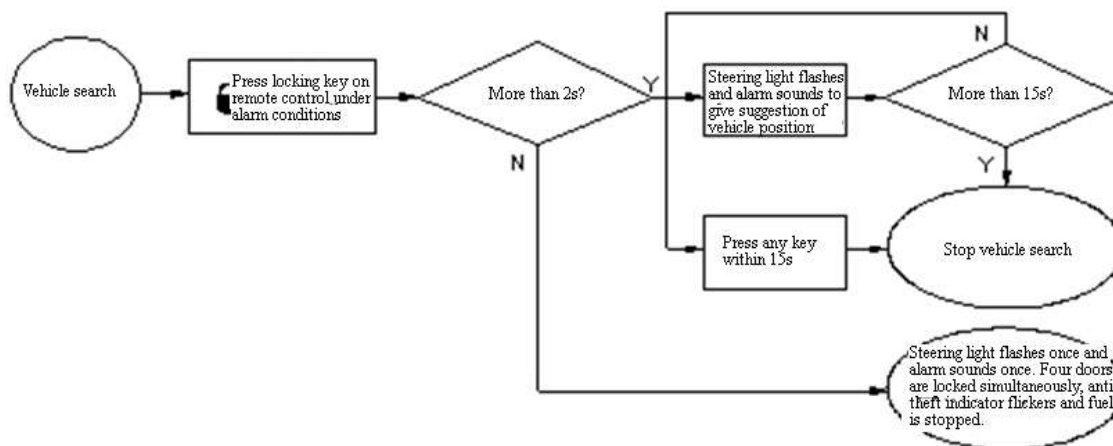 Vehicle search
Press locking key on
remote control under
alarm conditions
More than 2s?
Y
N
Steering light flashes
and alarm sounds to
give suggestion of
vehicle position
More than 15s?
N
Y
Press any key
within 15s
Stop vehicle search
Steering light flashes once and
alarm sounds once. Four doors
are locked simultaneously, anti
theft indicator flickers and fuel
is stopped.